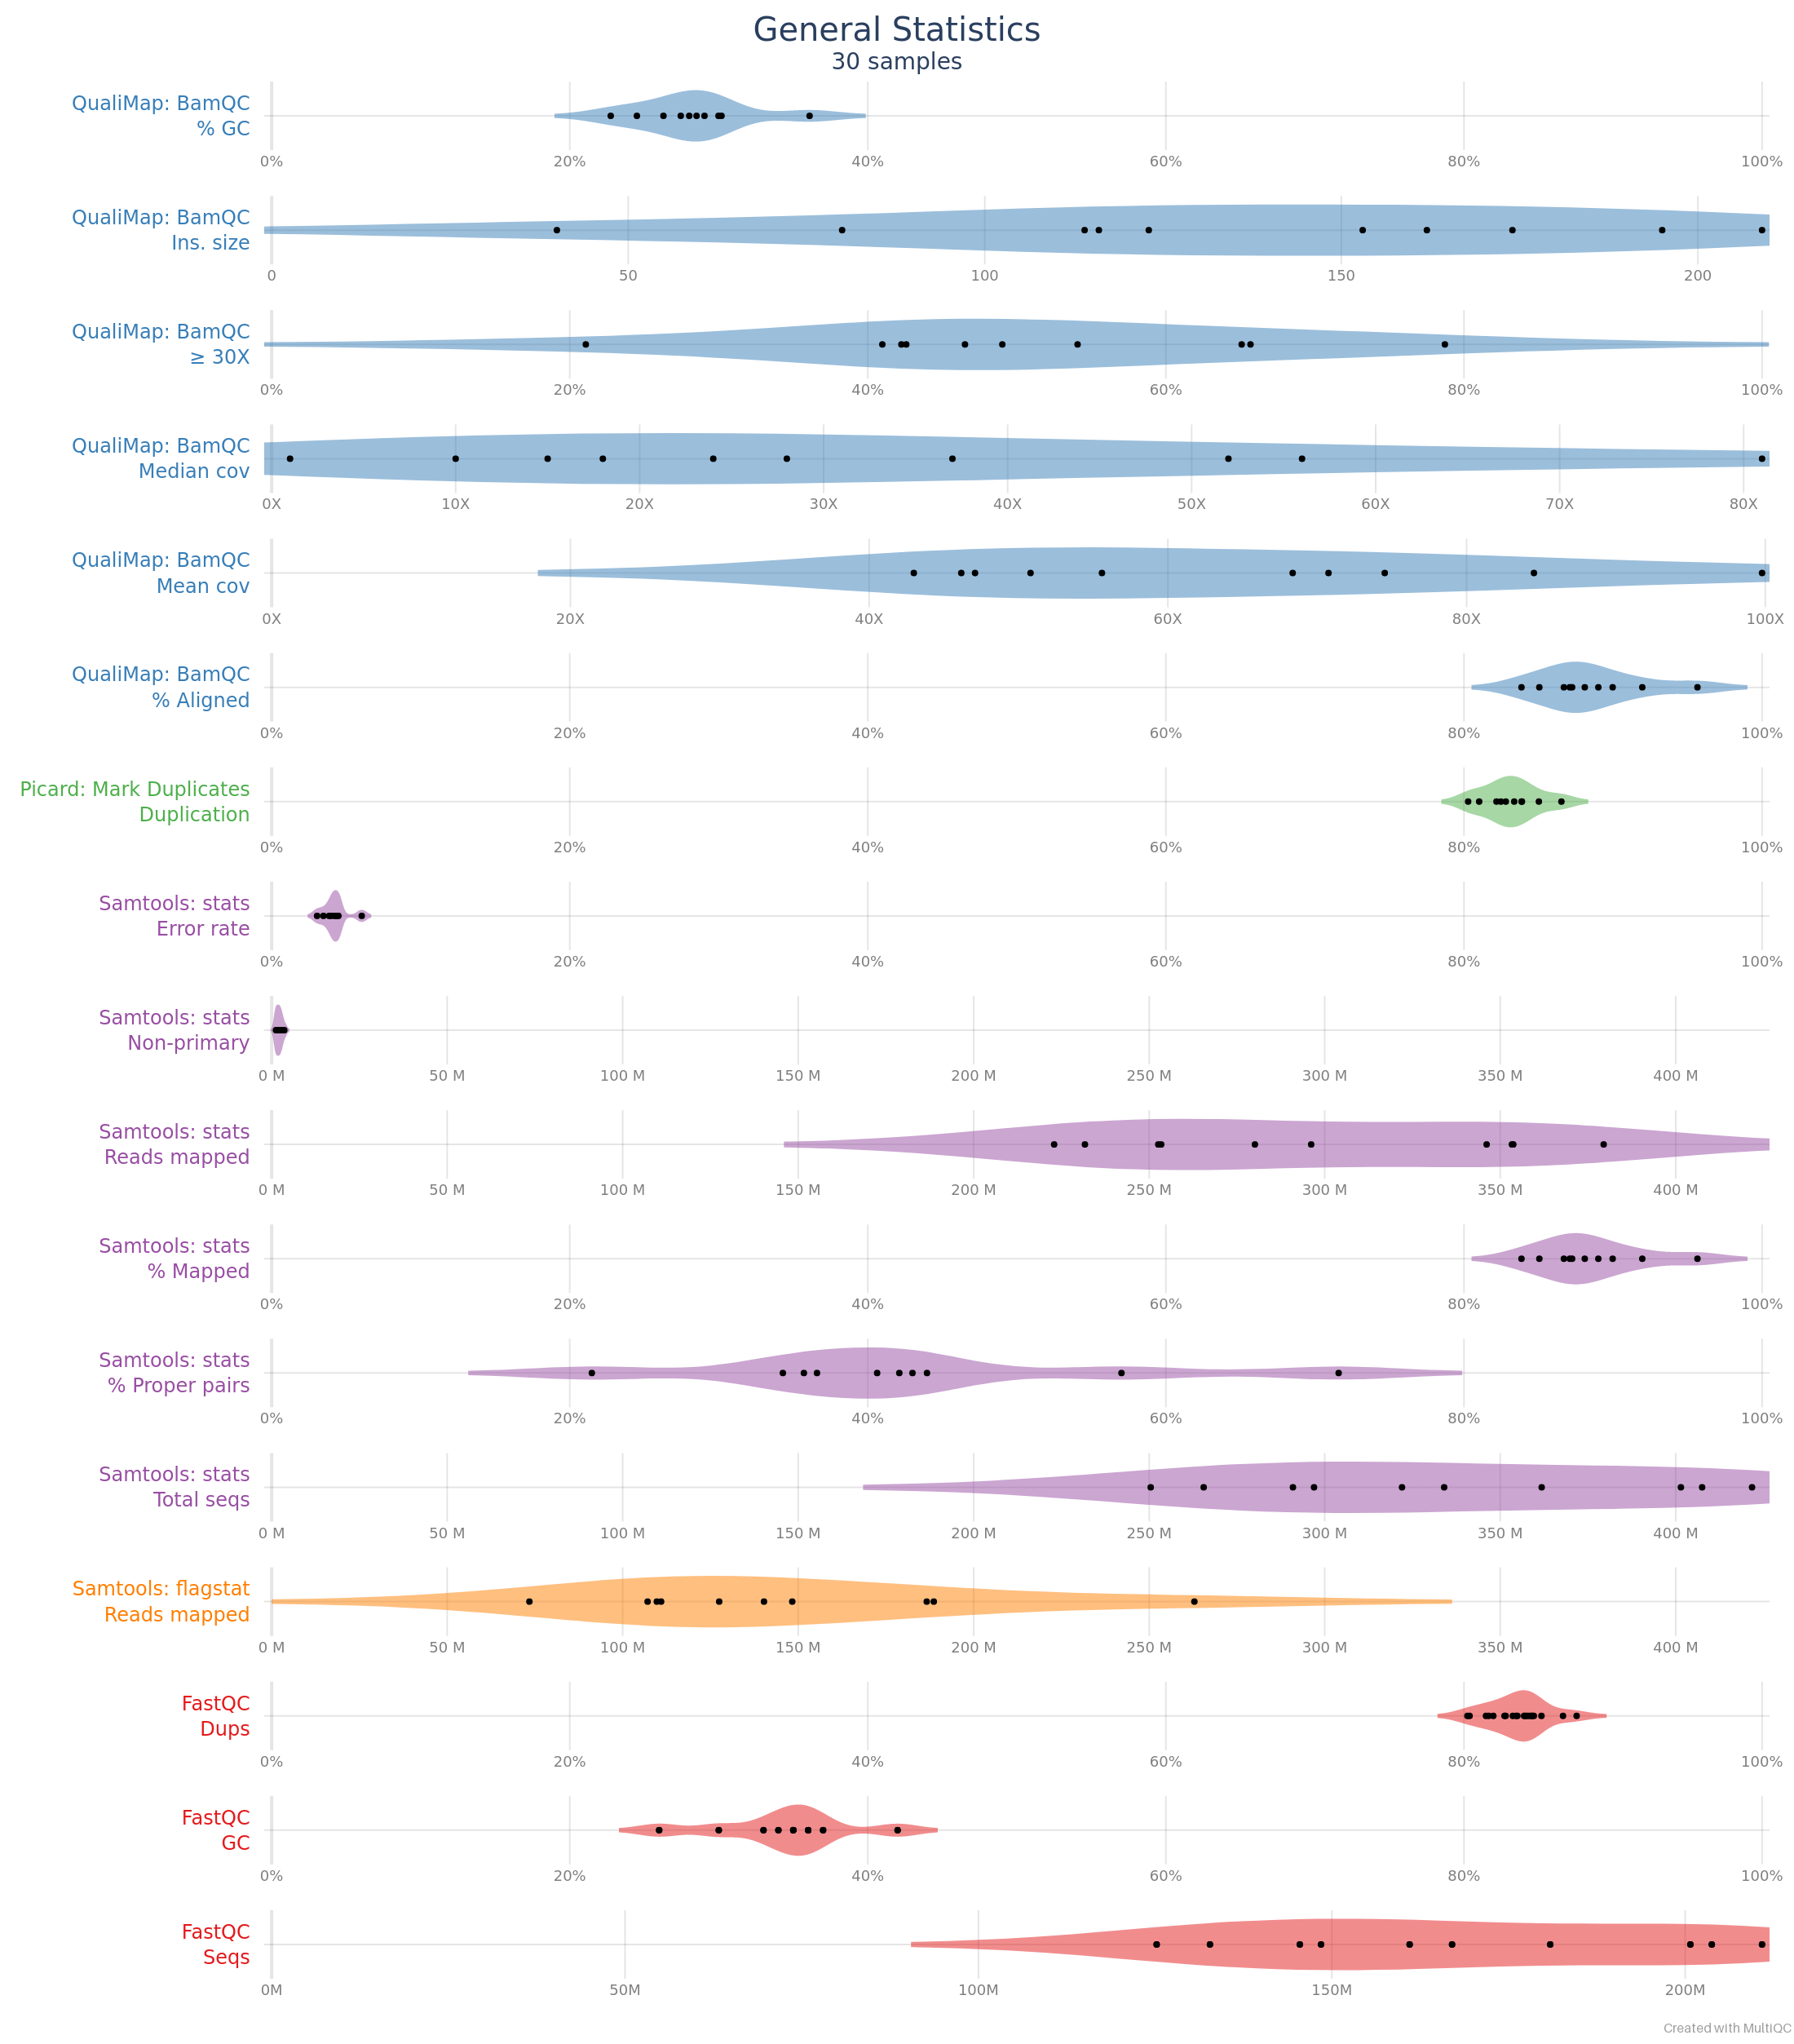 General Statistics
30 samples
QualiMap: BamQC
% GC
0% 20% 40% 60% 80% 100%
QualiMap: BamQC
Ins. size
0 50 100 150 200
QualiMap: BamQC
≥ 30X
0% 20% 40% 60% 80% 100%
QualiMap: BamQC
Median cov
0X 10X 20X 30X 40X 50X 60X 70X 80X
QualiMap: BamQC
Mean cov
0X 20X 40X 60X 80X 100X
QualiMap: BamQC
% Aligned
0% 20% 40% 60% 80% 100%
Picard: Mark Duplicates
Duplication
0% 20% 40% 60% 80% 100%
Samtools: stats
Error rate
0% 20% 40% 60% 80% 100%
Samtools: stats
Non-primary
0 M 50 M 100 M 150 M 200 M 250 M 300 M 350 M 400 M
Samtools: stats
Reads mapped
0 M 50 M 100 M 150 M 200 M 250 M 300 M 350 M 400 M
Samtools: stats
% Mapped
0% 20% 40% 60% 80% 100%
Samtools: stats
% Proper pairs
0% 20% 40% 60% 80% 100%
Samtools: stats
Total seqs
0 M 50 M 100 M 150 M 200 M 250 M 300 M 350 M 400 M
Samtools: flagstat
Reads mapped
0 M 50 M 100 M 150 M 200 M 250 M 300 M 350 M 400 M
FastQC
Dups
0% 20% 40% 60% 80% 100%
FastQC
GC
0% 20% 40% 60% 80% 100%
FastQC
Seqs
0M 50M 100M 150M 200M
Created with MultiQC